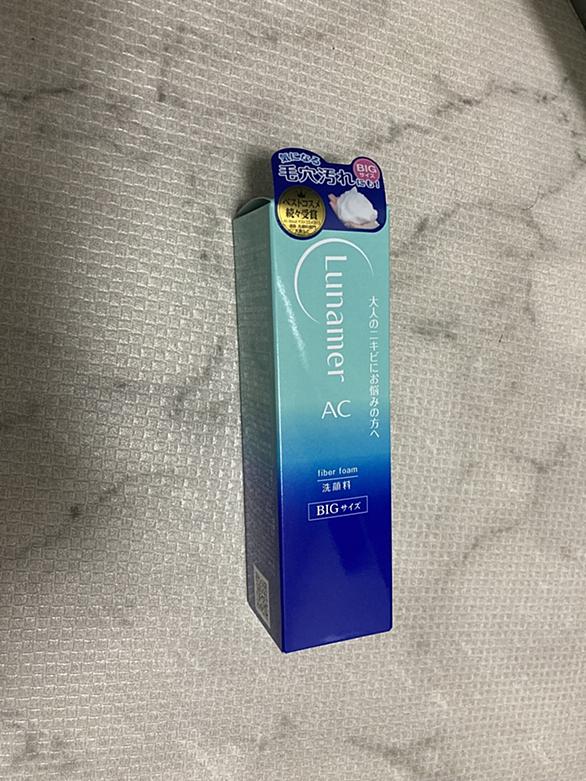 気になる
毛穴汚れにも!
BIG
サイズ
ベストコスメ
続々受賞
Lunamer
AC
大人のニキビにお悩みの方へ
fiber foam
洗顔料
BIGサイズ